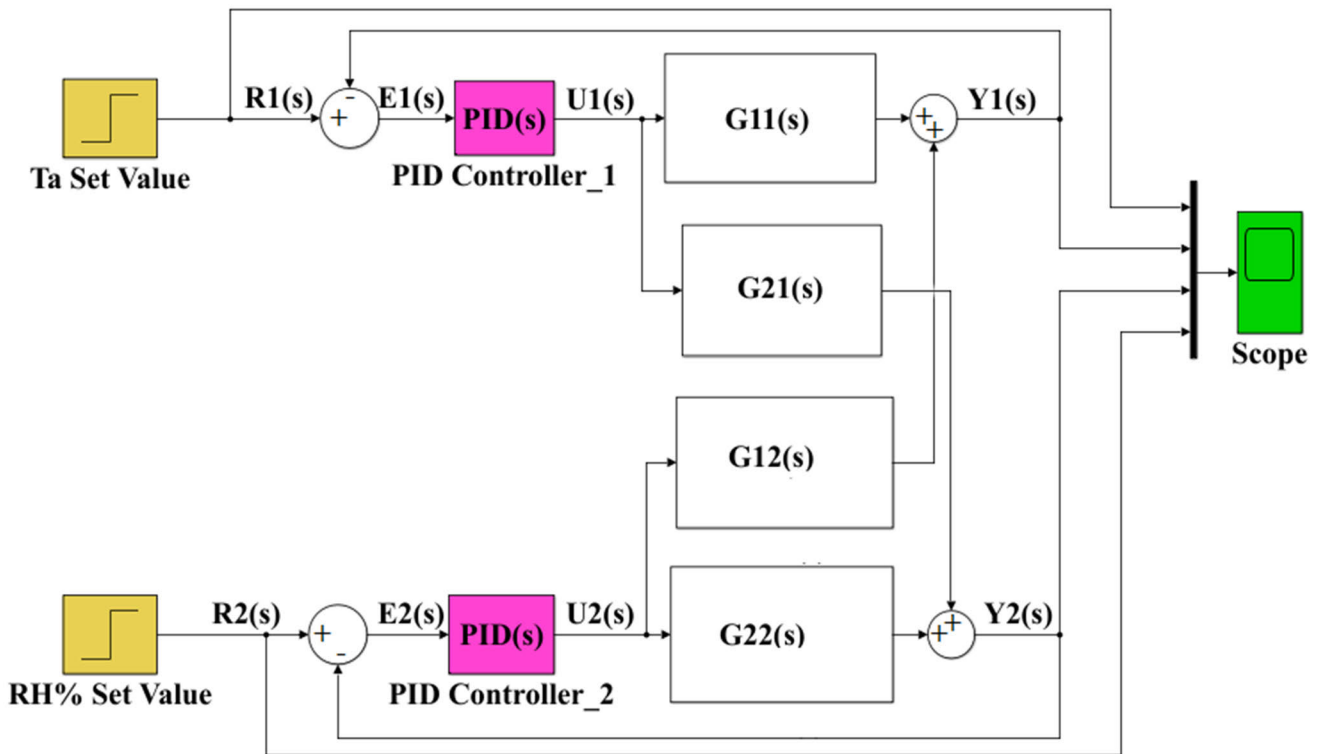 R1(s)
E1(s)
U1(s)
Y1(s)
-
+
PID(s)
G11(s)
+
+
Ta Set Value
PID Controller_1
G21(s)
Scope
G12(s)
R2(s)
E2(s)
U2(s)
Y2(s)
+
-
PID(s)
G22(s)
+
+
RH% Set Value
PID Controller_2